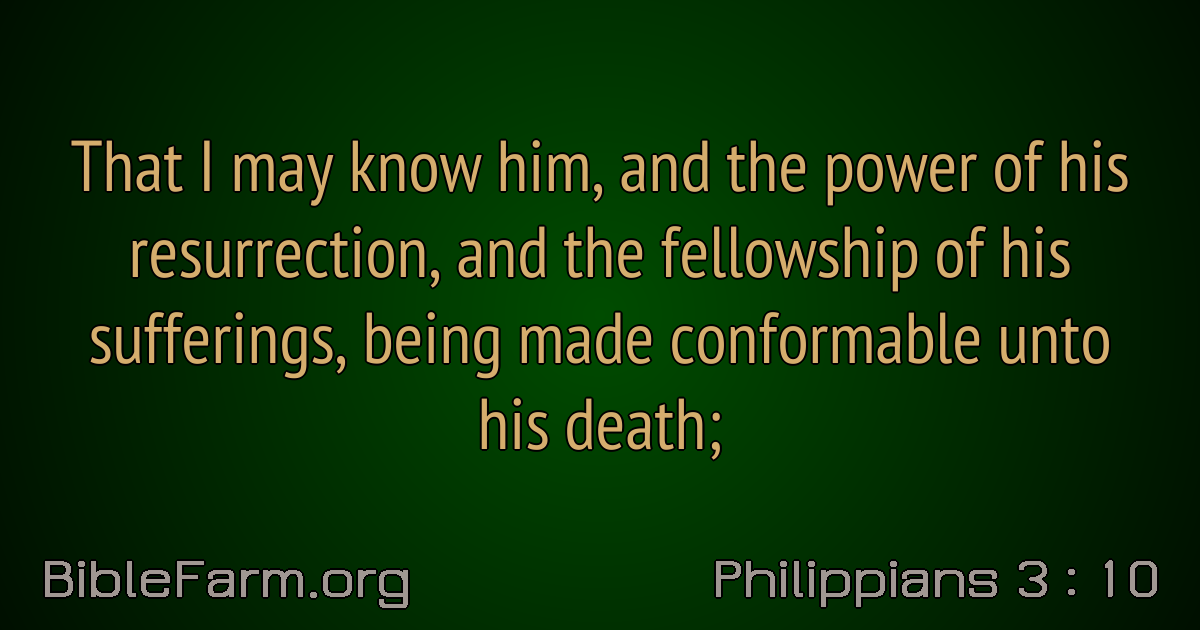 That I may know him, and the power of his
resurrection, and the fellowship of his
sufferings, being made conformable unto
his death;
BibleFarm.org
Philippians 3 : 10